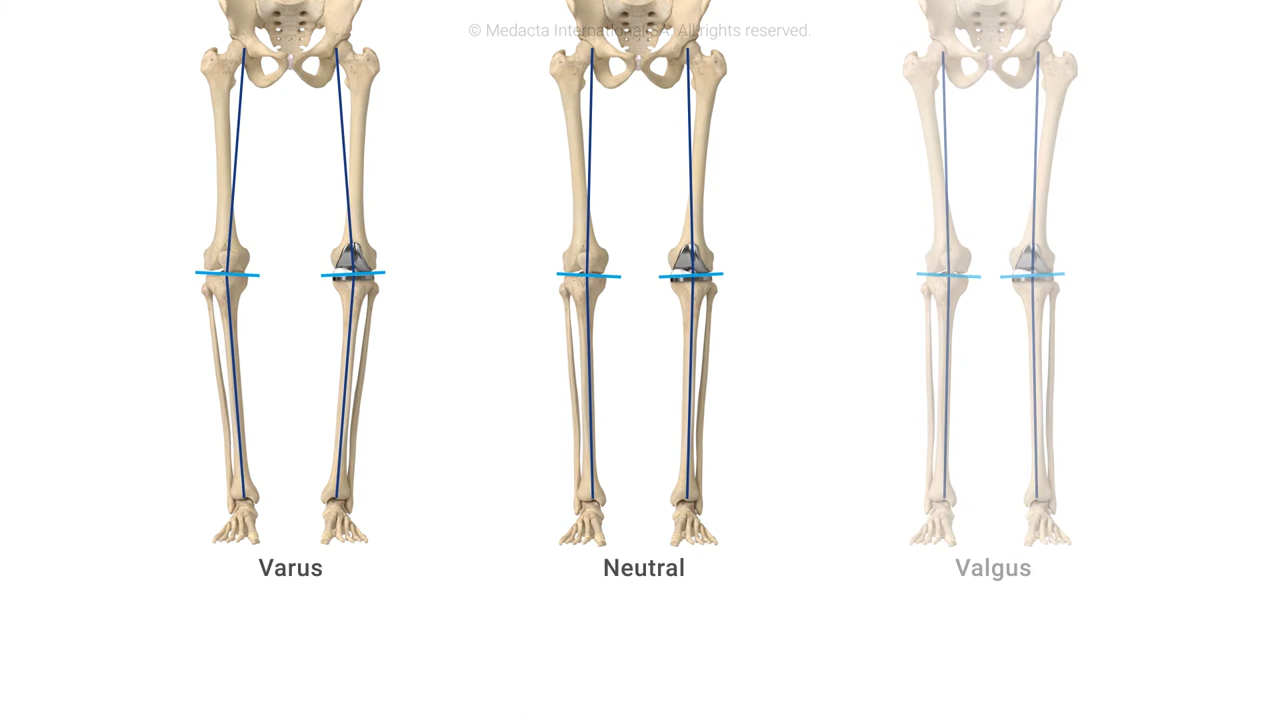 © Medacta International SA. All rights reserved.
Varus
Neutral
Valgus